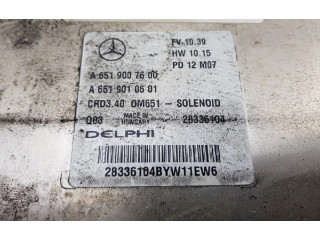 FV 10.39
HW 10.15
PD 12 M07
A 651 900 76 00
A 651 901 06 01
CRD3.40 OM651 - SOLENOID
Q03 MADE IN HUNGARY 28336104
DELPHI
28336104BYW11EW6